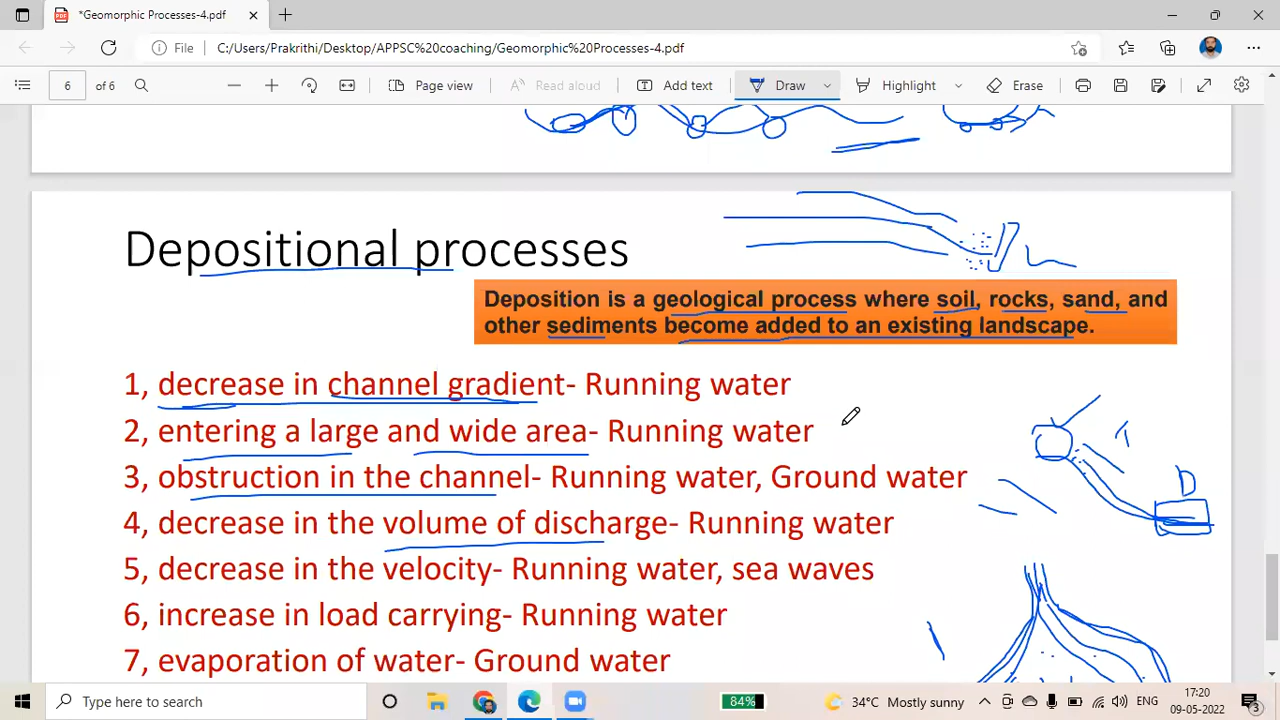 *Geomorphic Processes-4.pdf
File
C:/Users/Prakrithi/Desktop/APPSC%20coaching/Geomorphic%20Processes-4.pdf
6 of 6
Page view
Read aloud
Add text
Draw
Highlight
Erase
Depositional processes
Deposition is a geological process where soil, rocks, sand, and
other sediments become added to an existing landscape.
1, decrease in channel gradient- Running water
2, entering a large and wide area- Running water
3, obstruction in the channel- Running water, Ground water
4, decrease in the volume of discharge- Running water
5, decrease in the velocity- Running water, sea waves
6, increase in load carrying- Running water
7, evaporation of water- Ground water
T
D
Type here to search
84%
34°C Mostly sunny
ENG
17:20
09-05-2022
3